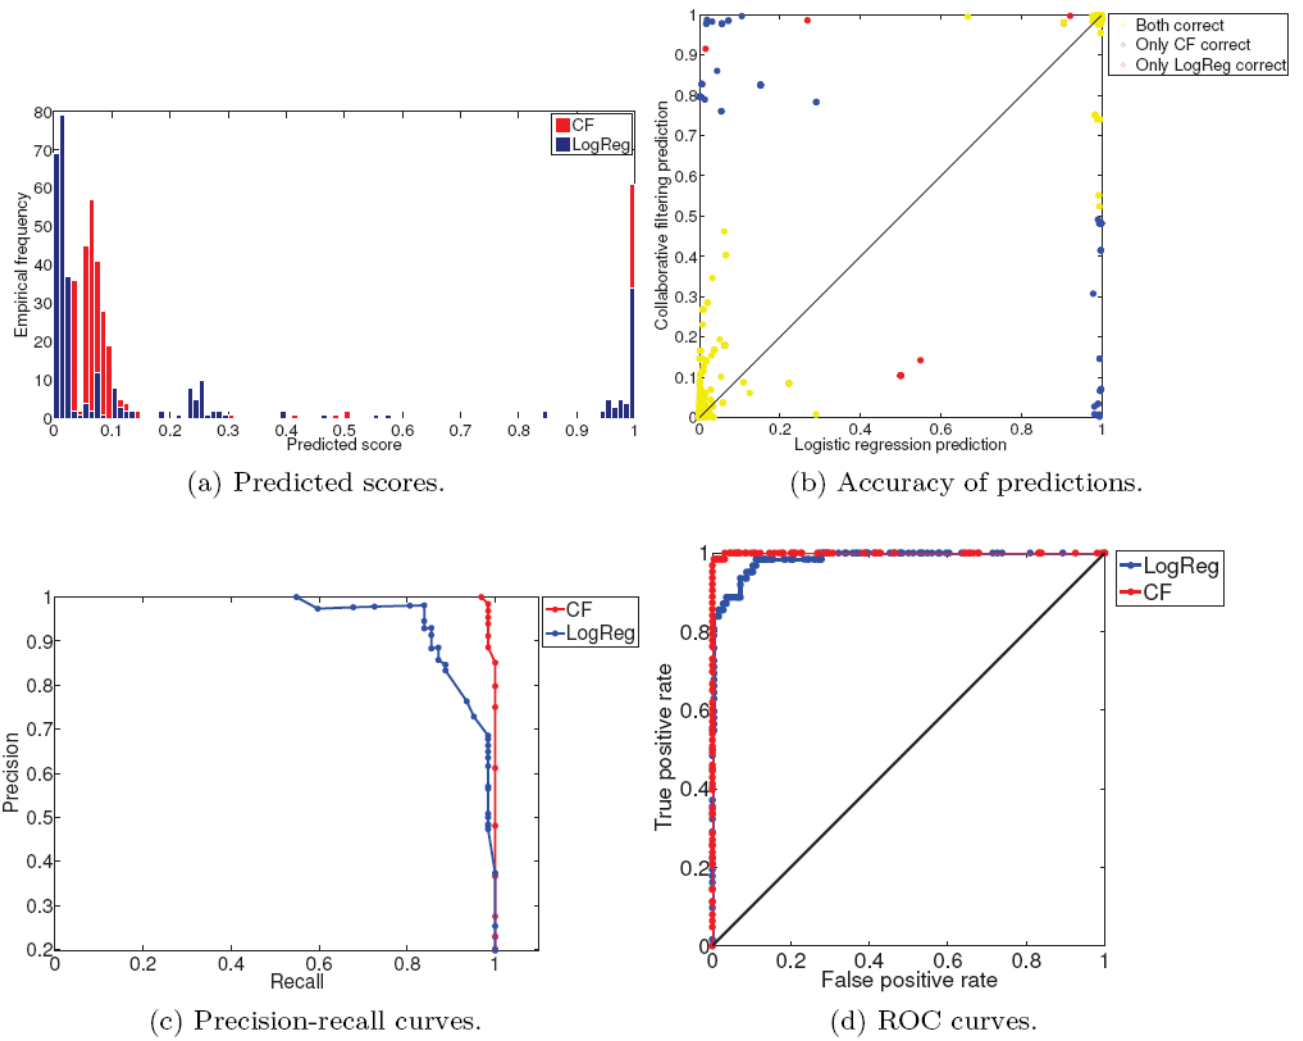 80
70
60
50
40
30
20
10
0
Empirical frequency
CF
LogReg
0 0.1 0.2 0.3 0.4 0.5 0.6 0.7 0.8 0.9 1
Predicted score
(a) Predicted scores.
1
0.9
0.8
0.7
0.6
0.5
0.4
0.3
0.2
0.1
0
Collaborative filtering prediction
Both correct
Only CF correct
Only LogReg correct
0 0.2 0.4 0.6 0.8 1
Logistic regression prediction
(b) Accuracy of predictions.
1
0.9
0.8
0.7
0.6
0.5
0.4
0.3
0.2
Precision
CF
LogReg
0 0.2 0.4 0.6 0.8 1
Recall
(c) Precision-recall curves.
1
0.8
0.6
0.4
0.2
0
True positive rate
LogReg
CF
0 0.2 0.4 0.6 0.8 1
False positive rate
(d) ROC curves.